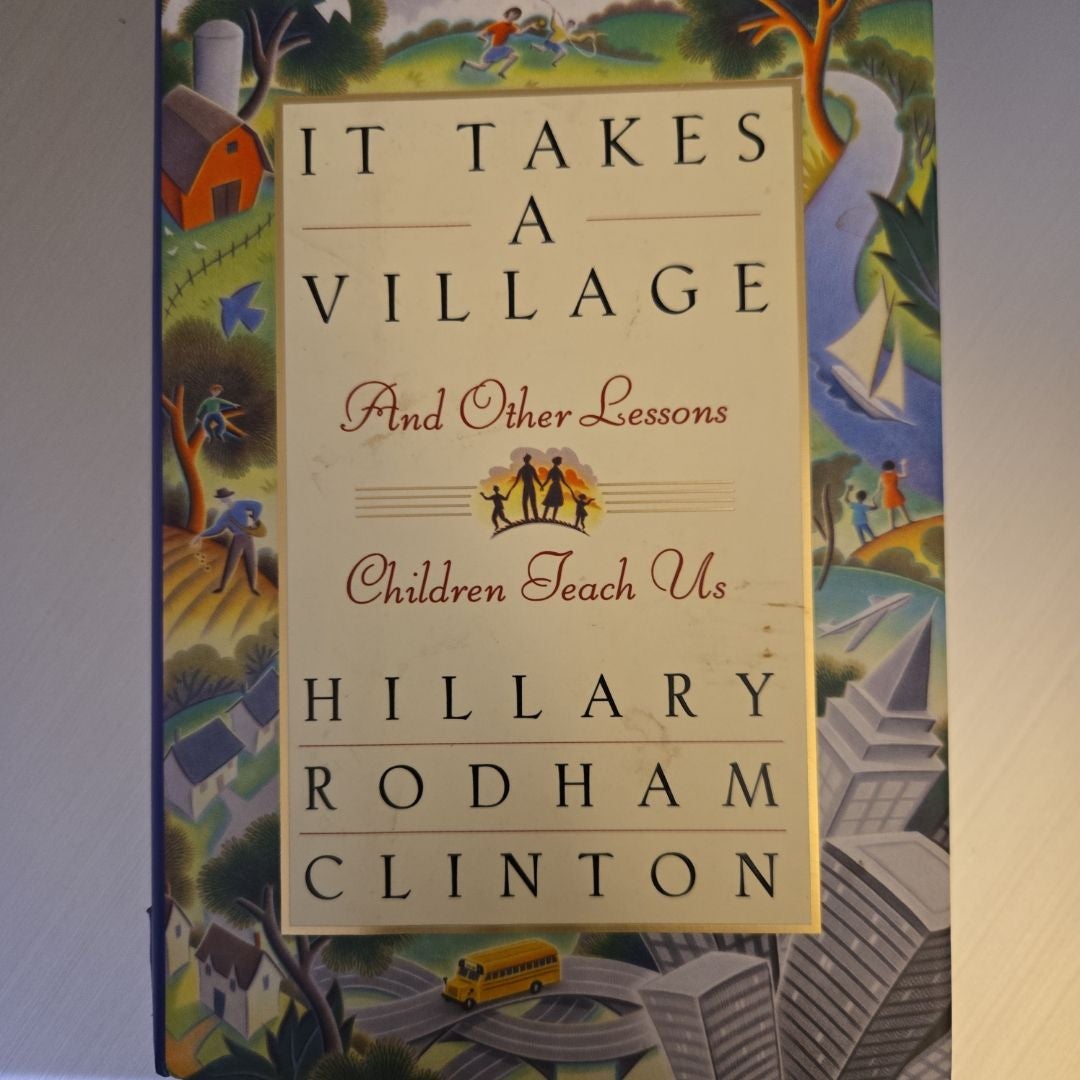 IT TAKES
A
VILLAGE
And Other Lessons
Children Teach Us
HILLARY
RODHAM
CLINTON